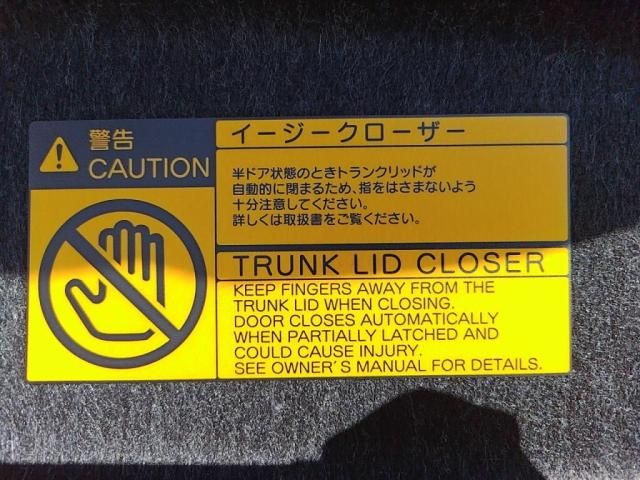 警告
CAUTION
イージークローザー
半ドア状態のときトランクリッドが
自動的に閉まるため、指をはさまないよう
十分注意してください。
詳しくは取扱書をご覧ください。
TRUNK LID CLOSER
KEEP FINGERS AWAY FROM THE
TRUNK LID WHEN CLOSING.
DOOR CLOSES AUTOMATICALLY
WHEN PARTIALLY LATCHED AND
COULD CAUSE INJURY.
SEE OWNER'S MANUAL FOR DETAILS.